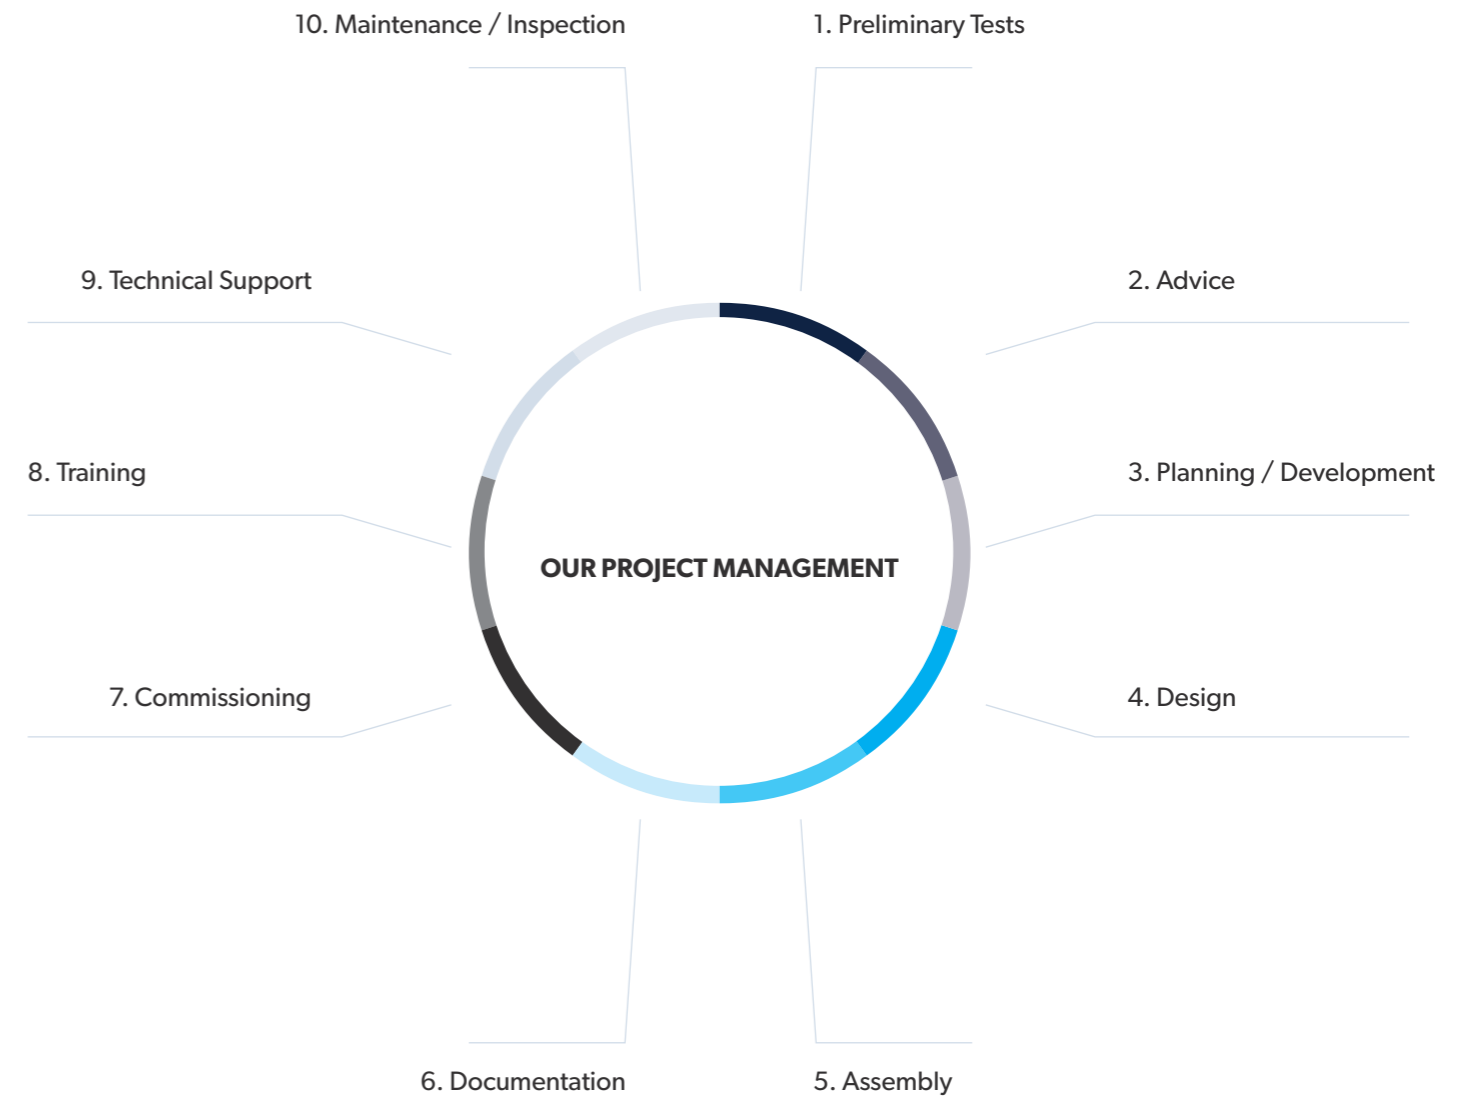 10. Maintenance / Inspection
1. Preliminary Tests
9. Technical Support
2. Advice
8. Training
3. Planning / Development
OUR PROJECT MANAGEMENT
7. Commissioning
4. Design
6. Documentation
5. Assembly